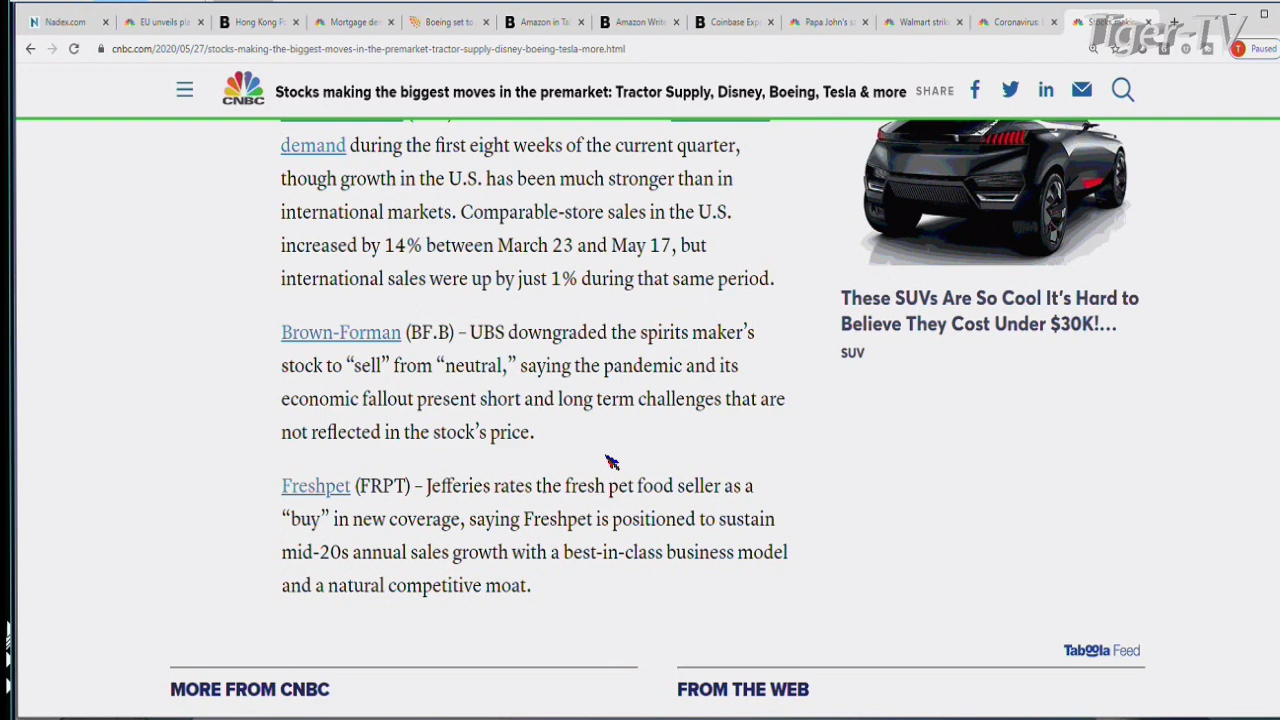 Nadex.com
EU unveils pl
Hong Kong P
Mortgage de
Boeing set to
Amazon in Ta
Amazon Write
Coinbase Exp
Papa John's s
Walmart strik
Coronavirus:
Tiger-TV
cnbc.com/2020/05/27/stocks-making-the-biggest-moves-in-the-premarket-tractor-supply-disney-boeing-tesla-more.html
T Paused
CNBC
Stocks making the biggest moves in the premarket: Tractor Supply, Disney, Boeing, Tesla & more
SHARE
demand during the first eight weeks of the current quarter,
though growth in the U.S. has been much stronger than in
international markets. Comparable-store sales in the U.S.
increased by 14% between March 23 and May 17, but
international sales were up by just 1% during that same period.
Brown-Forman (BF.B) – UBS downgraded the spirits maker’s
stock to “sell” from “neutral,” saying the pandemic and its
economic fallout present short and long term challenges that are
not reflected in the stock’s price.
Freshpet (FRPT) – Jefferies rates the fresh pet food seller as a
“buy” in new coverage, saying Freshpet is positioned to sustain
mid-20s annual sales growth with a best-in-class business model
and a natural competitive moat.
These SUVs Are So Cool It’s Hard to
Believe They Cost Under $30K!...
SUV
Taboola Feed
MORE FROM CNBC
FROM THE WEB